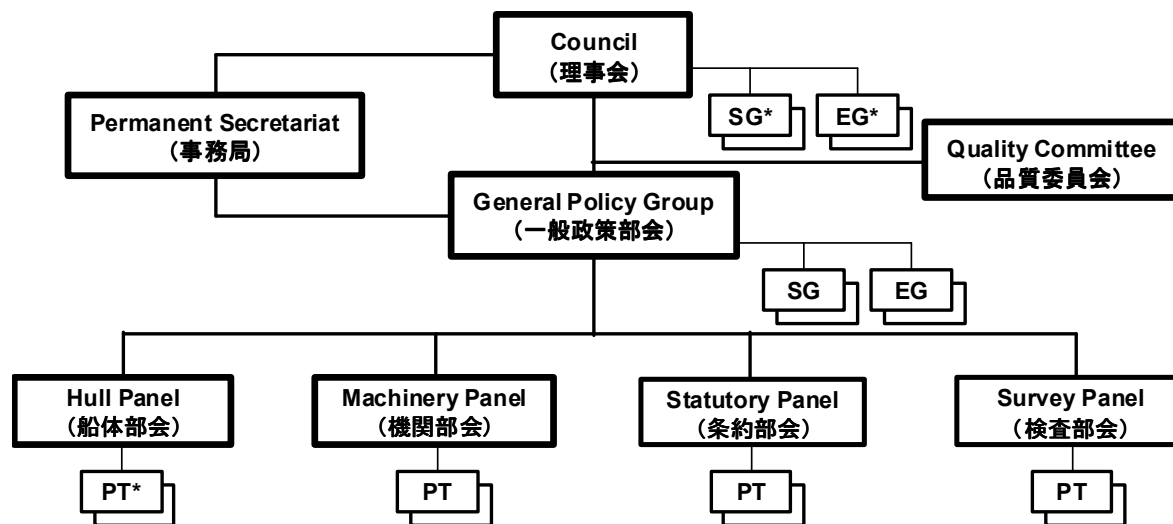 Council
（理事会）
SG*
EG*
Permanent Secretariat
（事務局）
Quality Committee
（品質委員会）
General Policy Group
（一般政策部会）
SG
EG
Hull Panel
（船体部会）
Machinery Panel
（機関部会）
Statutory Panel
（条約部会）
Survey Panel
（検査部会）
PT*
PT
PT
PT